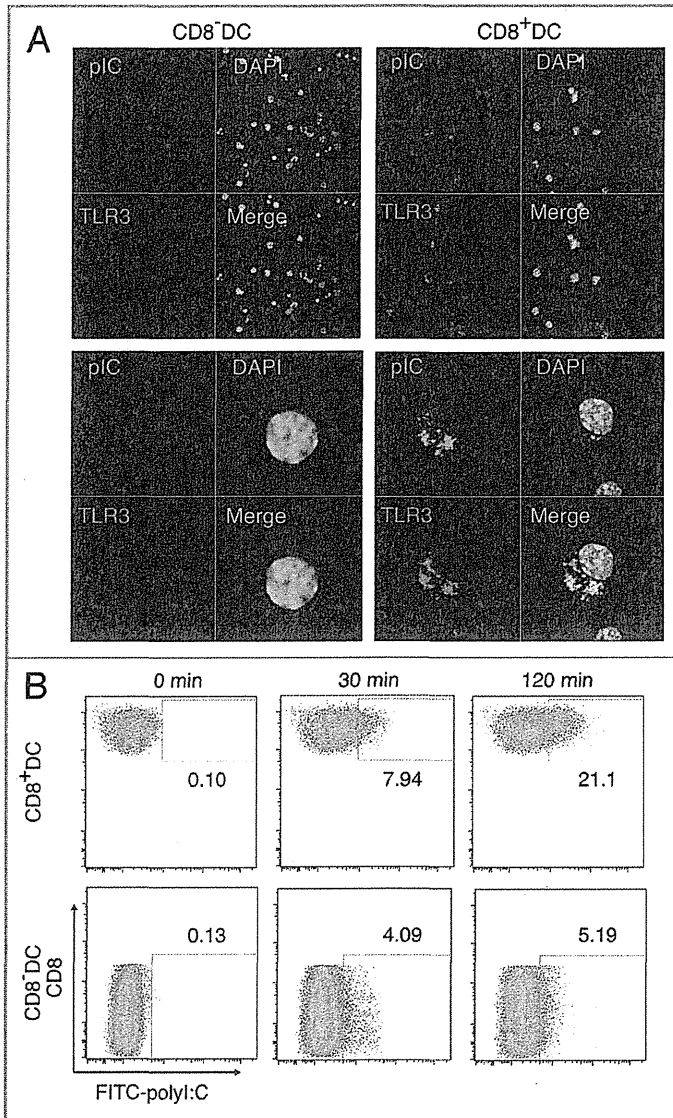 A
CD8⁻DC
CD8⁺DC
pIC
DAPI
pIC
DAPI
TLR3
Merge
TLR3
Merge
pIC
DAPI
pIC
DAPI
TLR3
Merge
TLR3
Merge
B
0 min
30 min
120 min
CD8⁺DC
0.10
7.94
21.1
CD8⁻DC
CD8
0.13
4.09
5.19
FITC-polyI:C